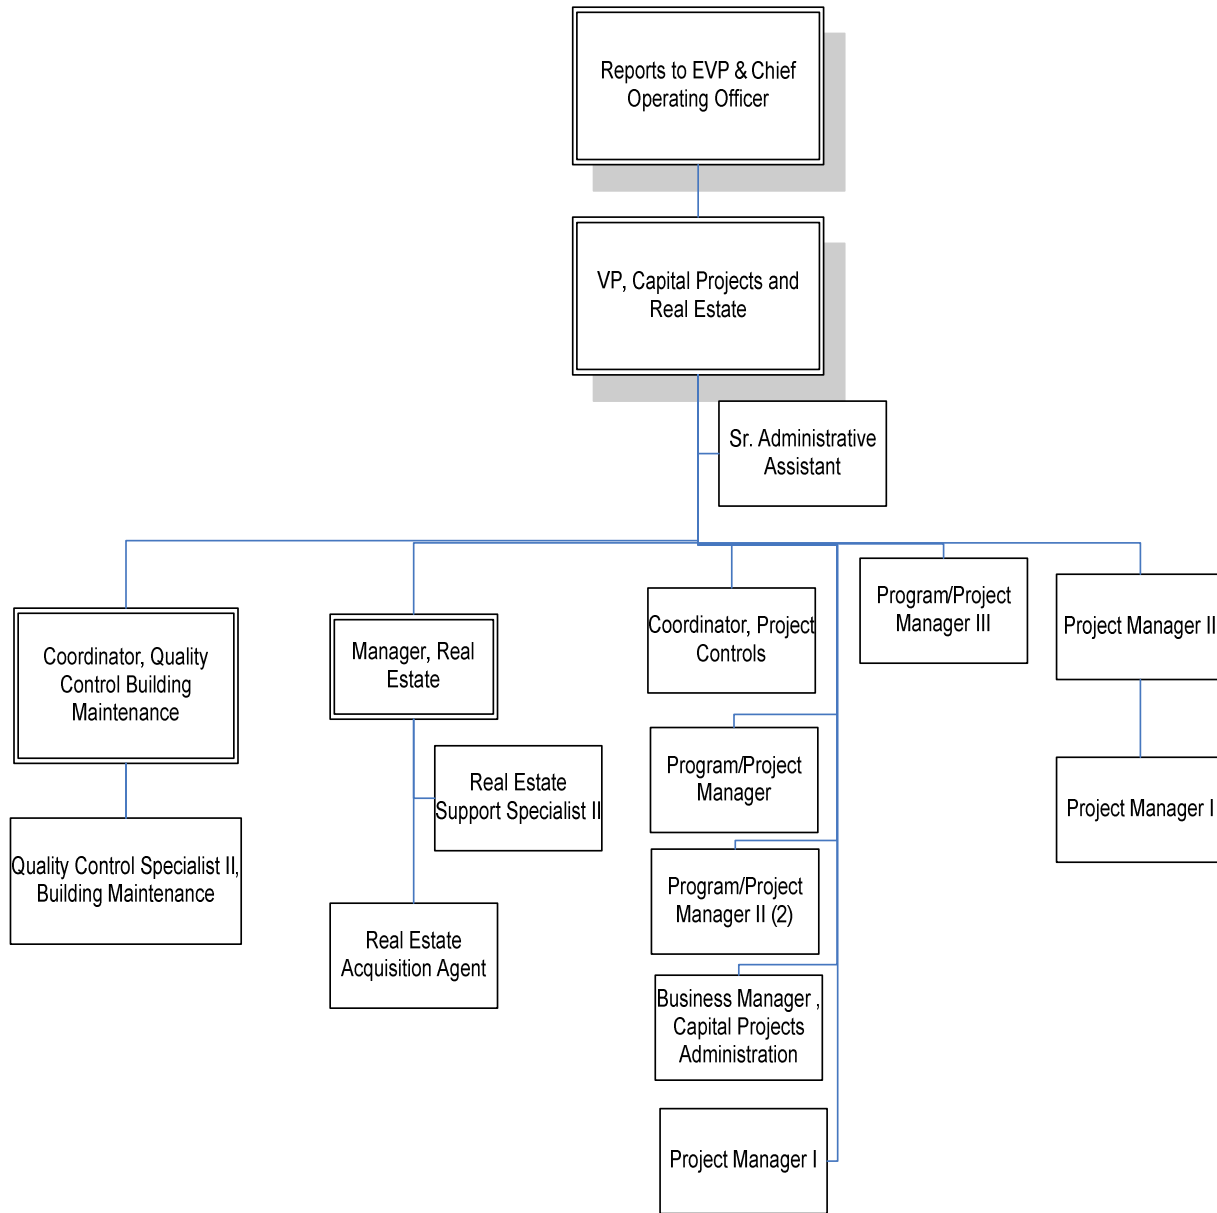 Reports to EVP & Chief
Operating Officer
VP, Capital Projects and
Real Estate
Sr. Administrative
Assistant
Coordinator, Quality
Control Building
Maintenance
Quality Control Specialist II,
Building Maintenance
Manager, Real
Estate
Real Estate
Support Specialist II
Real Estate
Acquisition Agent
Coordinator, Project
Controls
Program/Project
Manager
Program/Project
Manager II (2)
Business Manager ,
Capital Projects
Administration
Project Manager I
Program/Project
Manager III
Project Manager II
Project Manager I